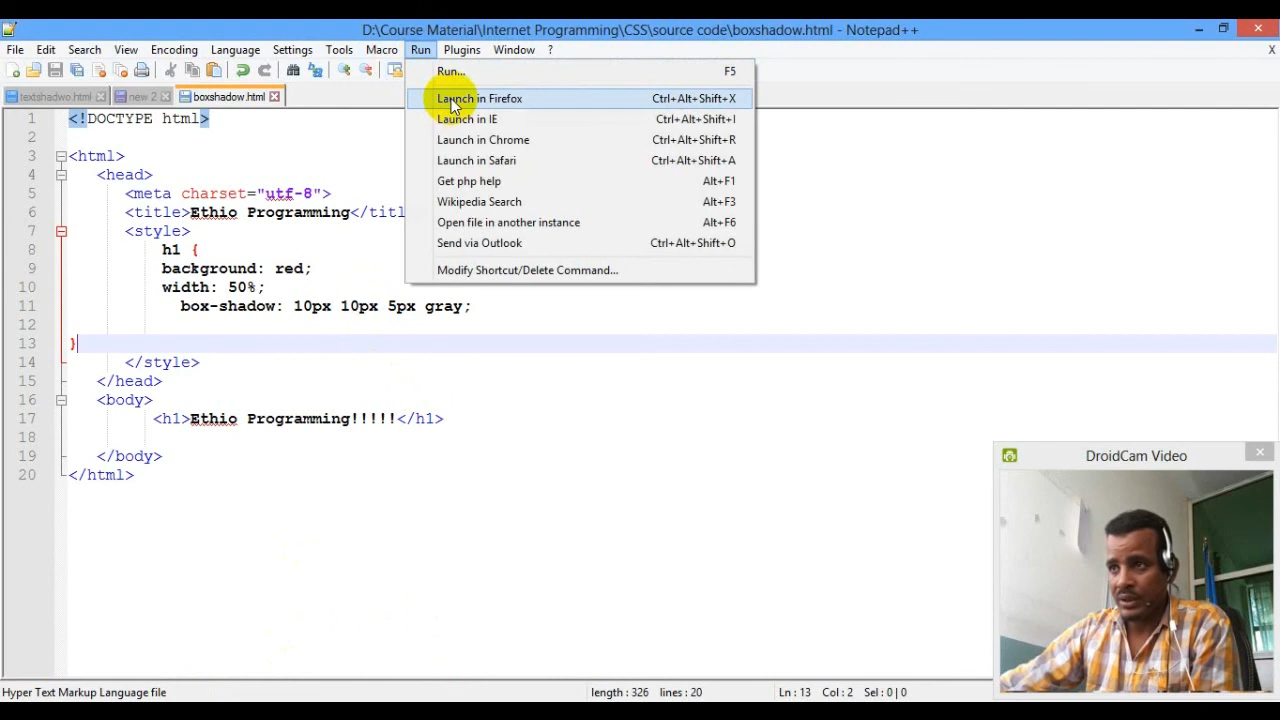 D:\Course Material\Internet Programming\CSS\source code\boxshadow.html - Notepad++
File Edit Search View Encoding Language Settings Tools Macro Run Plugins Window ? X
textshadwo.html new 2 boxshadow.html
Run... F5
Launch in Firefox Ctrl+Alt+Shift+X
Launch in IE Ctrl+Alt+Shift+I
Launch in Chrome Ctrl+Alt+Shift+R
Launch in Safari Ctrl+Alt+Shift+A
Get php help Alt+F1
Wikipedia Search Alt+F3
Open file in another instance Alt+F6
Send via Outlook Ctrl+Alt+Shift+O
Modify Shortcut/Delete Command...
1 <!DOCTYPE html>
2
3 <html>
4 <head>
5 <meta charset="utf-8">
6 <title>Ethio Programming</titl
7 <style>
8 h1 {
9 background: red;
10 width: 50%;
11 box-shadow: 10px 10px 5px gray;
12
13 }
14 </style>
15 </head>
16 <body>
17 <h1>Ethio Programming!!!!!</h1>
18
19 </body>
20 </html>
DroidCam Video
Hyper Text Markup Language file length : 326 lines : 20 Ln : 13 Col : 2 Sel : 0 | 0